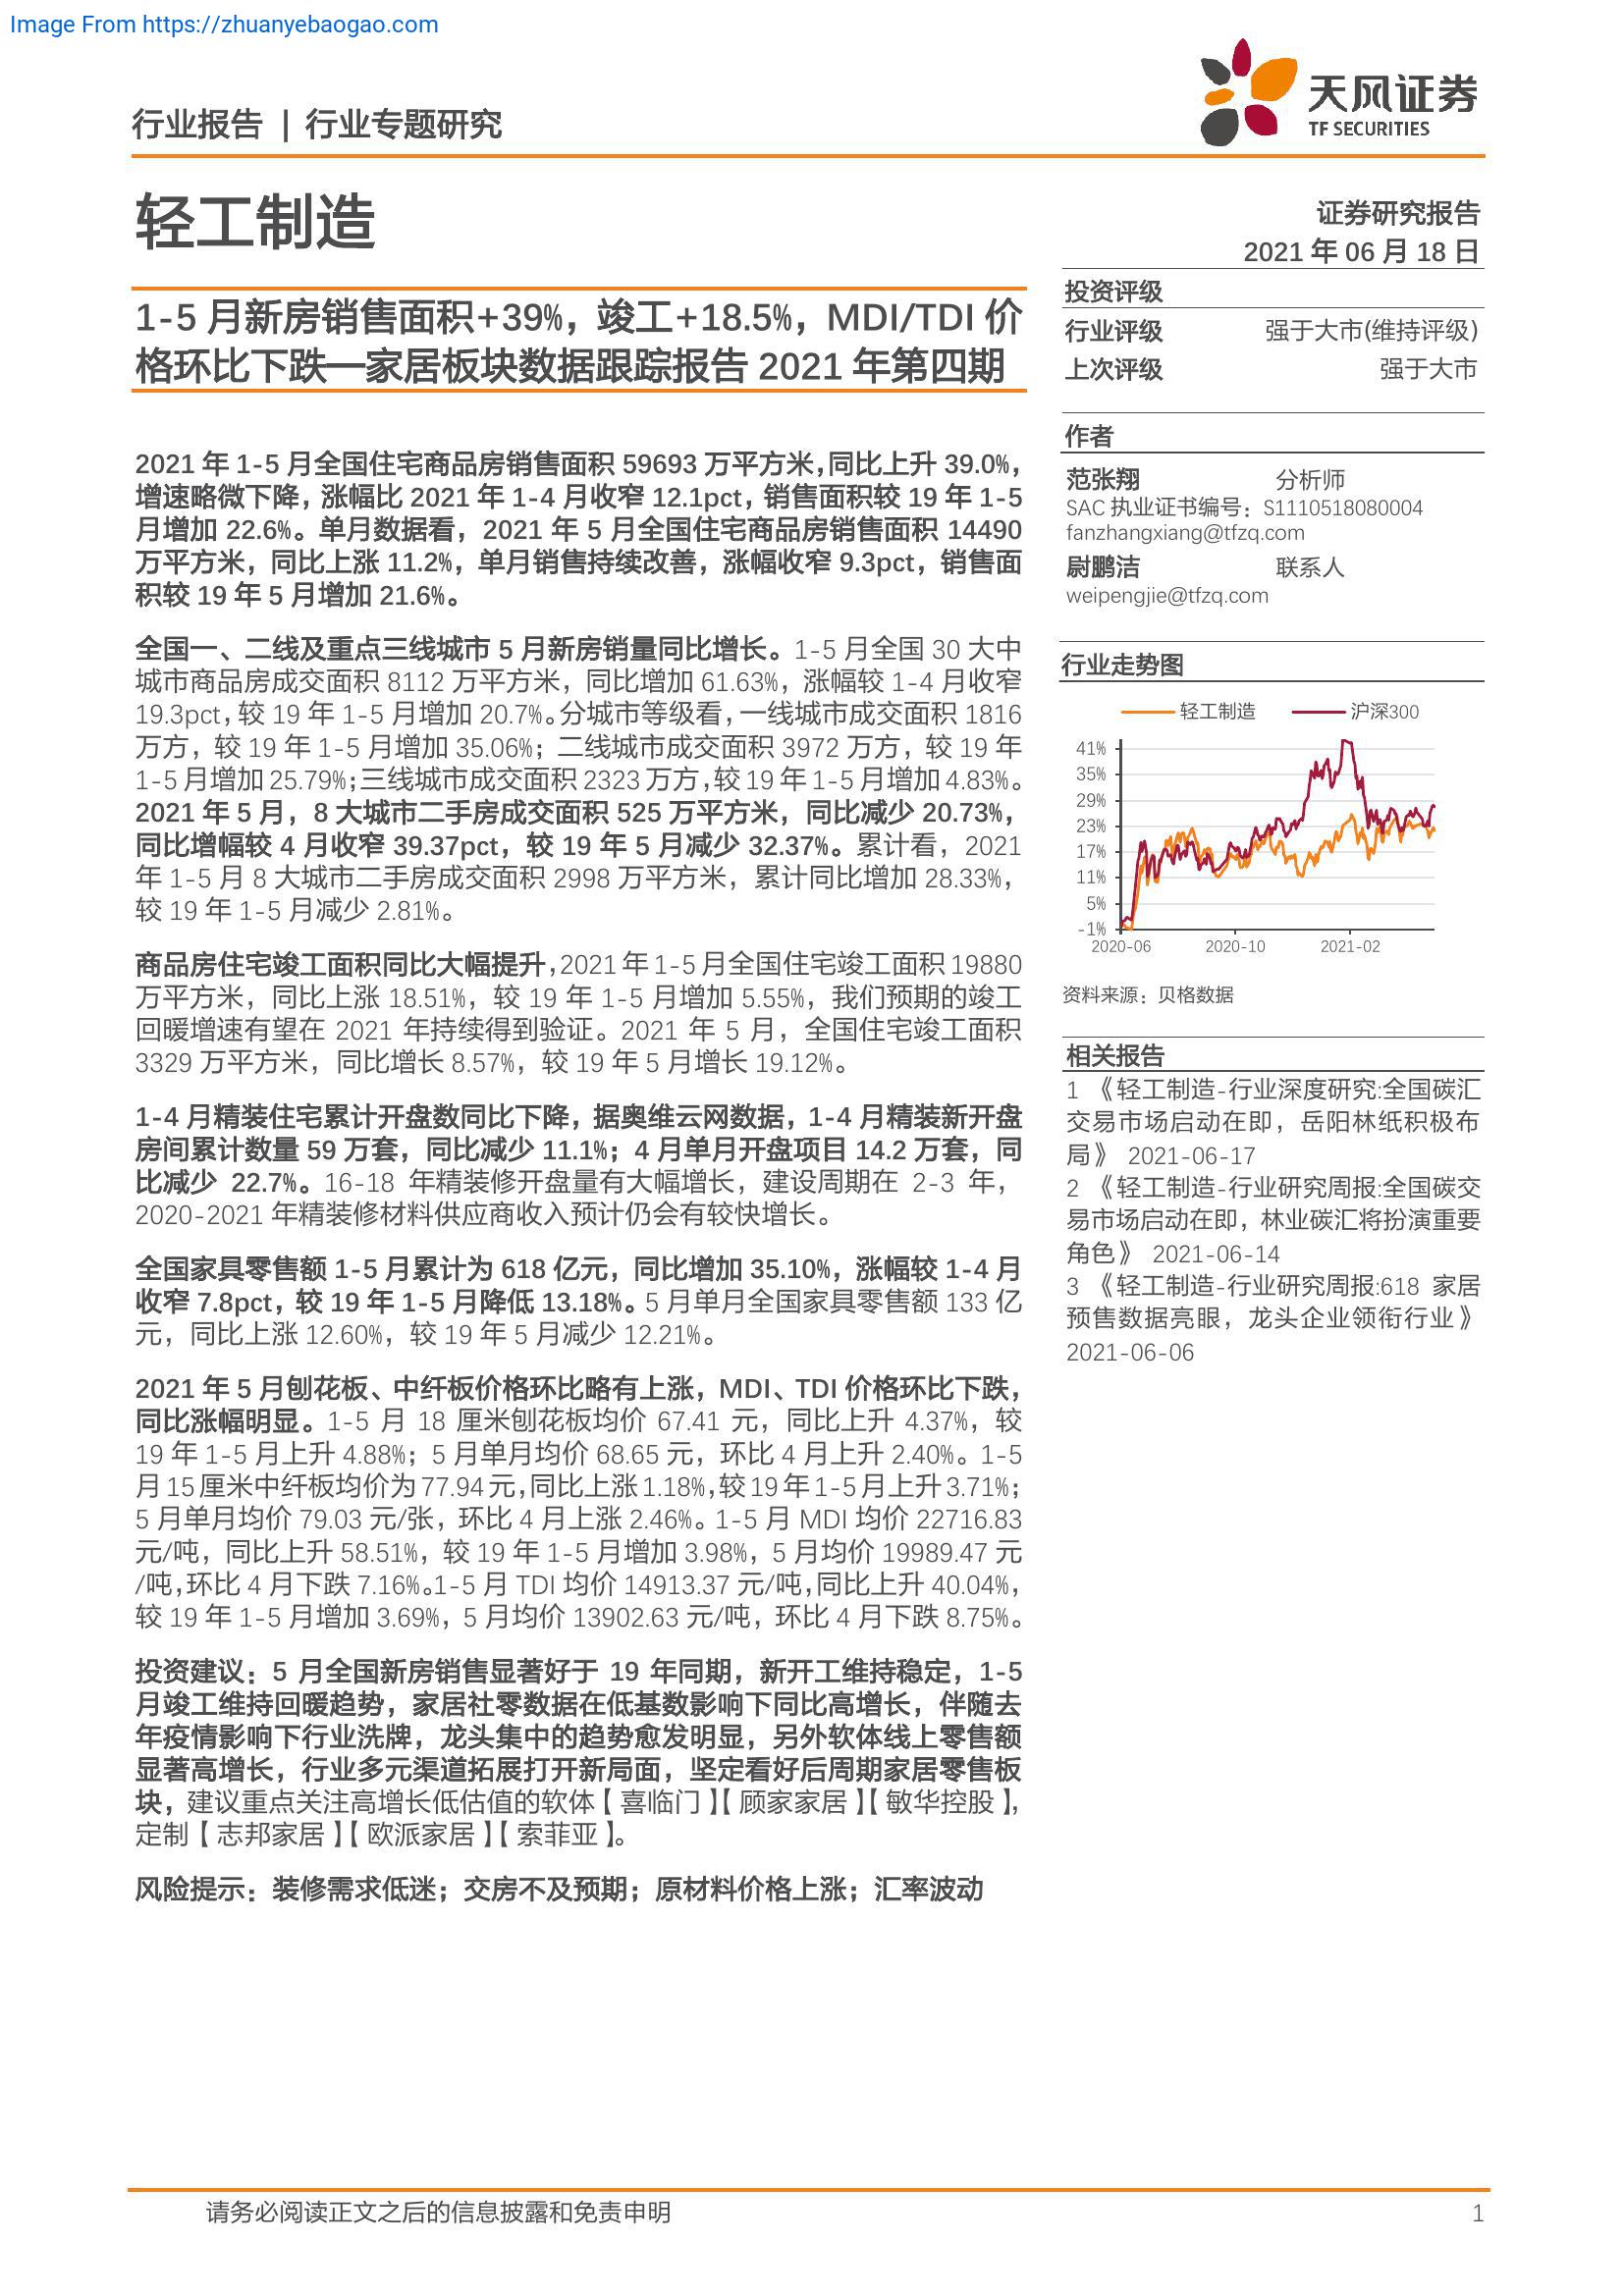 Image From https://zhuanyebaogao.com
行业报告 | 行业专题研究
天风证券
TF SECURITIES
轻工制造
证券研究报告
2021 年 06 月 18 日
1-5 月新房销售面积+39%，竣工+18.5%，MDI/TDI 价
格环比下跌—家居板块数据跟踪报告 2021 年第四期
2021 年 1-5 月全国住宅商品房销售面积 59693 万平方米，同比上升 39.0%，
增速略微下降，涨幅比 2021 年 1-4 月收窄 12.1pct，销售面积较 19 年 1-5
月增加 22.6%。单月数据看，2021 年 5 月全国住宅商品房销售面积 14490
万平方米，同比上涨 11.2%，单月销售持续改善，涨幅收窄 9.3pct，销售面
积较 19 年 5 月增加 21.6%。
全国一、二线及重点三线城市 5 月新房销量同比增长。1-5 月全国 30 大中
城市商品房成交面积 8112 万平方米，同比增加 61.63%，涨幅较 1-4 月收窄
19.3pct，较 19 年 1-5 月增加 20.7%。分城市等级看，一线城市成交面积 1816
万方，较 19 年 1-5 月增加 35.06%；二线城市成交面积 3972 万方，较 19 年
1-5 月增加 25.79%；三线城市成交面积 2323 万方，较 19 年 1-5 月增加 4.83%。
2021 年 5 月，8 大城市二手房成交面积 525 万平方米，同比减少 20.73%，
同比增幅较 4 月收窄 39.37pct，较 19 年 5 月减少 32.37%。累计看，2021
年 1-5 月 8 大城市二手房成交面积 2998 万平方米，累计同比增加 28.33%，
较 19 年 1-5 月减少 2.81%。
商品房住宅竣工面积同比大幅提升，2021 年 1-5 月全国住宅竣工面积 19880
万平方米，同比上涨 18.51%，较 19 年 1-5 月增加 5.55%，我们预期的竣工
回暖增速有望在 2021 年持续得到验证。2021 年 5 月，全国住宅竣工面积
3329 万平方米，同比增长 8.57%，较 19 年 5 月增长 19.12%。
1-4 月精装住宅累计开盘数同比下降，据奥维云网数据，1-4 月精装新开盘
房间累计数量 59 万套，同比减少 11.1%；4 月单月开盘项目 14.2 万套，同
比减少 22.7%。16-18 年精装修开盘量有大幅增长，建设周期在 2-3 年，
2020-2021 年精装修材料供应商收入预计仍会有较快增长。
全国家具零售额 1-5 月累计为 618 亿元，同比增加 35.10%，涨幅较 1-4 月
收窄 7.8pct，较 19 年 1-5 月降低 13.18%。5 月单月全国家具零售额 133 亿
元，同比上涨 12.60%，较 19 年 5 月减少 12.21%。
2021 年 5 月刨花板、中纤板价格环比略有上涨，MDI、TDI 价格环比下跌，
同比涨幅明显。1-5 月 18 厘米刨花板均价 67.41 元，同比上升 4.37%，较
19 年 1-5 月上升 4.88%；5 月单月均价 68.65 元，环比 4 月上升 2.40%。1-5
月 15 厘米中纤板均价为 77.94 元，同比上涨 1.18%，较 19 年 1-5 月上升 3.71%；
5 月单月均价 79.03 元/张，环比 4 月上涨 2.46%。1-5 月 MDI 均价 22716.83
元/吨，同比上升 58.51%，较 19 年 1-5 月增加 3.98%，5 月均价 19989.47 元
/吨，环比 4 月下跌 7.16%。1-5 月 TDI 均价 14913.37 元/吨，同比上升 40.04%，
较 19 年 1-5 月增加 3.69%，5 月均价 13902.63 元/吨，环比 4 月下跌 8.75%。
投资建议：5 月全国新房销售显著好于 19 年同期，新开工维持稳定，1-5
月竣工维持回暖趋势，家居社零数据在低基数影响下同比高增长，伴随去
年疫情影响下行业洗牌，龙头集中的趋势愈发明显，另外软体线上零售额
显著高增长，行业多元渠道拓展打开新局面，坚定看好后周期家居零售板
块，建议重点关注高增长低估值的软体【喜临门】【顾家家居】【敏华控股】，
定制【志邦家居】【欧派家居】【索菲亚】。
风险提示：装修需求低迷；交房不及预期；原材料价格上涨；汇率波动
投资评级
行业评级 强于大市(维持评级)
上次评级 强于大市
作者
范张翔 分析师
SAC 执业证书编号：S1110518080004
fanzhangxiang@tfzq.com
尉鹏洁 联系人
weipengjie@tfzq.com
行业走势图
轻工制造 沪深300
41%
35%
29%
23%
17%
11%
5%
-1%
2020-06 2020-10 2021-02
资料来源：贝格数据
相关报告
1 《轻工制造-行业深度研究:全国碳汇
交易市场启动在即，岳阳林纸积极布
局》 2021-06-17
2 《轻工制造-行业研究周报:全国碳交
易市场启动在即，林业碳汇将扮演重要
角色》 2021-06-14
3 《轻工制造-行业研究周报:618 家居
预售数据亮眼，龙头企业领衔行业》
2021-06-06
请务必阅读正文之后的信息披露和免责申明 1